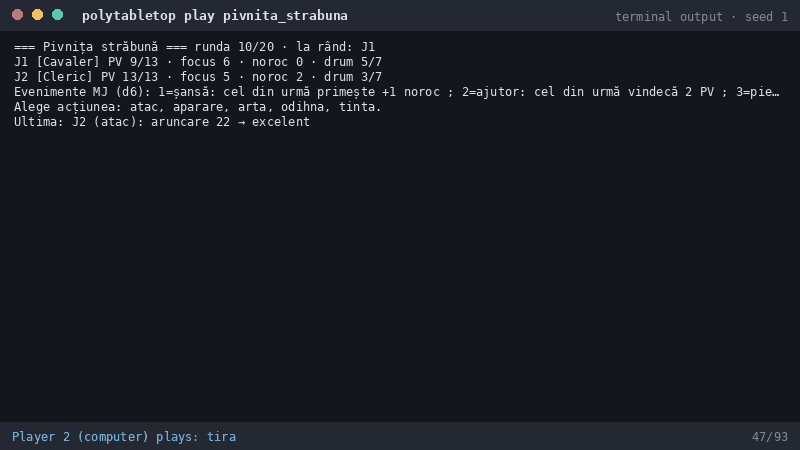 polytabletop play pivnita_strabuna
terminal output · seed 1
=== Pivnița străbună === runda 10/20 · la rând: J1
J1 [Cavaler] PV 9/13 · focus 6 · noroc 0 · drum 5/7
J2 [Cleric] PV 13/13 · focus 5 · noroc 2 · drum 3/7
Evenimente MJ (d6): 1=șansă: cel din urmă primește +1 noroc ; 2=ajutor: cel din urmă vindecă 2 PV ; 3=pie…
Alege acțiunea: atac, aparare, arta, odihna, tinta.
Ultima: J2 (atac): aruncare 22 → excelent
Player 2 (computer) plays: tira
47/93